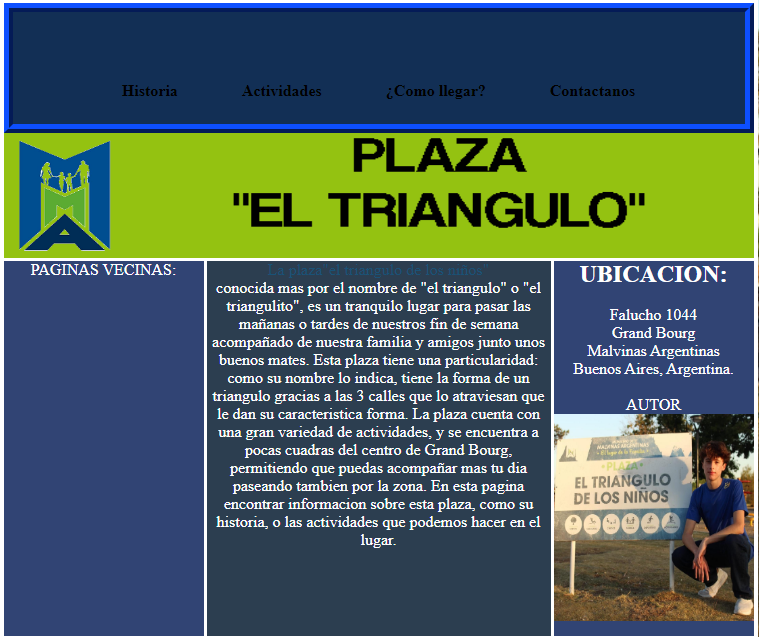 Historia Actividades ¿Como llegar? Contactanos
PLAZA
"EL TRIANGULO"
PAGINAS VECINAS:
La plaza"el triangulo de los niños"
conocida mas por el nombre de "el triangulo" o "el
triangulito", es un tranquilo lugar para pasar las
mañanas o tardes de nuestros fin de semana
acompañado de nuestra familia y amigos junto unos
buenos mates. Esta plaza tiene una particularidad:
como su nombre lo indica, tiene la forma de un
triangulo gracias a las 3 calles que lo atraviesan que
le dan su caracteristica forma. La plaza cuenta con
una gran variedad de actividades, y se encuentra a
pocas cuadras del centro de Grand Bourg,
permitiendo que puedas acompañar mas tu dia
paseando tambien por la zona. En esta pagina
encontrar informacion sobre esta plaza, como su
historia, o las actividades que podemos hacer en el
lugar.
UBICACION:
Falucho 1044
Grand Bourg
Malvinas Argentinas
Buenos Aires, Argentina.
AUTOR
MALVINAS ARGENTINAS
PLAZA
EL TRIANGULO
DE LOS NIÑOS